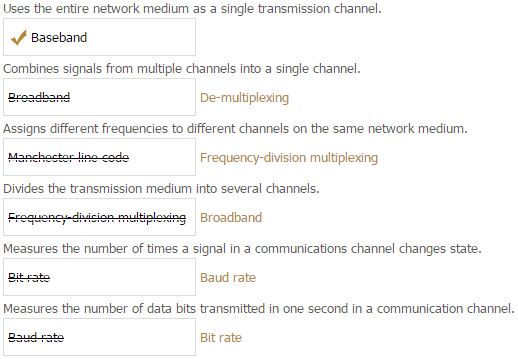 Uses the entire network medium as a single transmission channel.
Baseband
Combines signals from multiple channels into a single channel.
Broadband De-multiplexing
Assigns different frequencies to different channels on the same network medium.
Manchester line code Frequency-division multiplexing
Divides the transmission medium into several channels.
Frequency-division multiplexing Broadband
Measures the number of times a signal in a communications channel changes state.
Bit rate Baud rate
Measures the number of data bits transmitted in one second in a communication channel.
Baud rate Bit rate